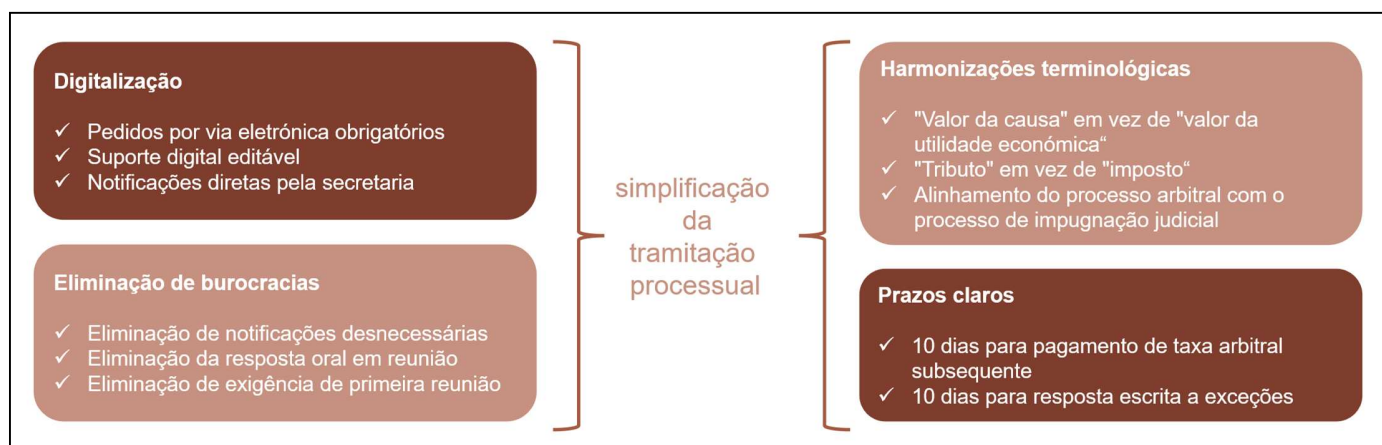 Digitalização
✓ Pedidos por via eletrónica obrigatórios
✓ Suporte digital editável
✓ Notificações diretas pela secretaria
Eliminação de burocracias
✓ Eliminação de notificações desnecessárias
✓ Eliminação da resposta oral em reunião
✓ Eliminação de exigência de primeira reunião
simplificação
da
tramitação
processual
Harmonizações terminológicas
✓ "Valor da causa" em vez de "valor da
utilidade económica“
✓ "Tributo" em vez de "imposto“
✓ Alinhamento do processo arbitral com o
processo de impugnação judicial
Prazos claros
✓ 10 dias para pagamento de taxa arbitral
subsequente
✓ 10 dias para resposta escrita a exceções